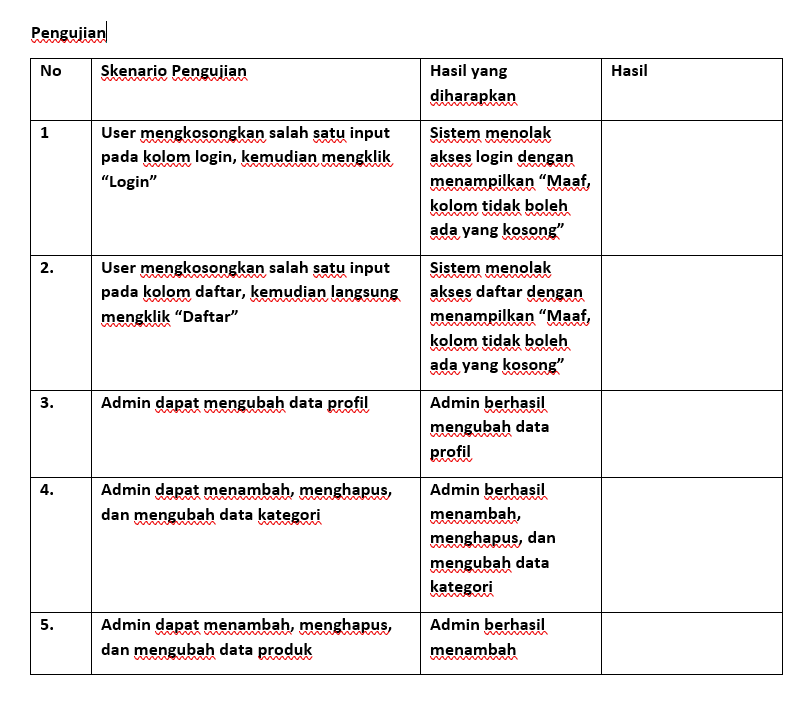 Pengujian
No Skenario Pengujian Hasil yang Hasil
diharapkan
1 User mengkosongkan salah satu input
pada kolom login, kemudian mengklik
“Login”
Sistem menolak
akses login dengan
menampilkan “Maaf,
kolom tidak boleh
ada yang kosong”
2. User mengkosongkan salah satu input
pada kolom daftar, kemudian langsung
mengklik “Daftar”
Sistem menolak
akses daftar dengan
menampilkan “Maaf,
kolom tidak boleh
ada yang kosong”
3. Admin dapat mengubah data profil
Admin berhasil
mengubah data
profil
4. Admin dapat menambah, menghapus,
dan mengubah data kategori
Admin berhasil
menambah,
menghapus, dan
mengubah data
kategori
5. Admin dapat menambah, menghapus,
dan mengubah data produk
Admin berhasil
menambah